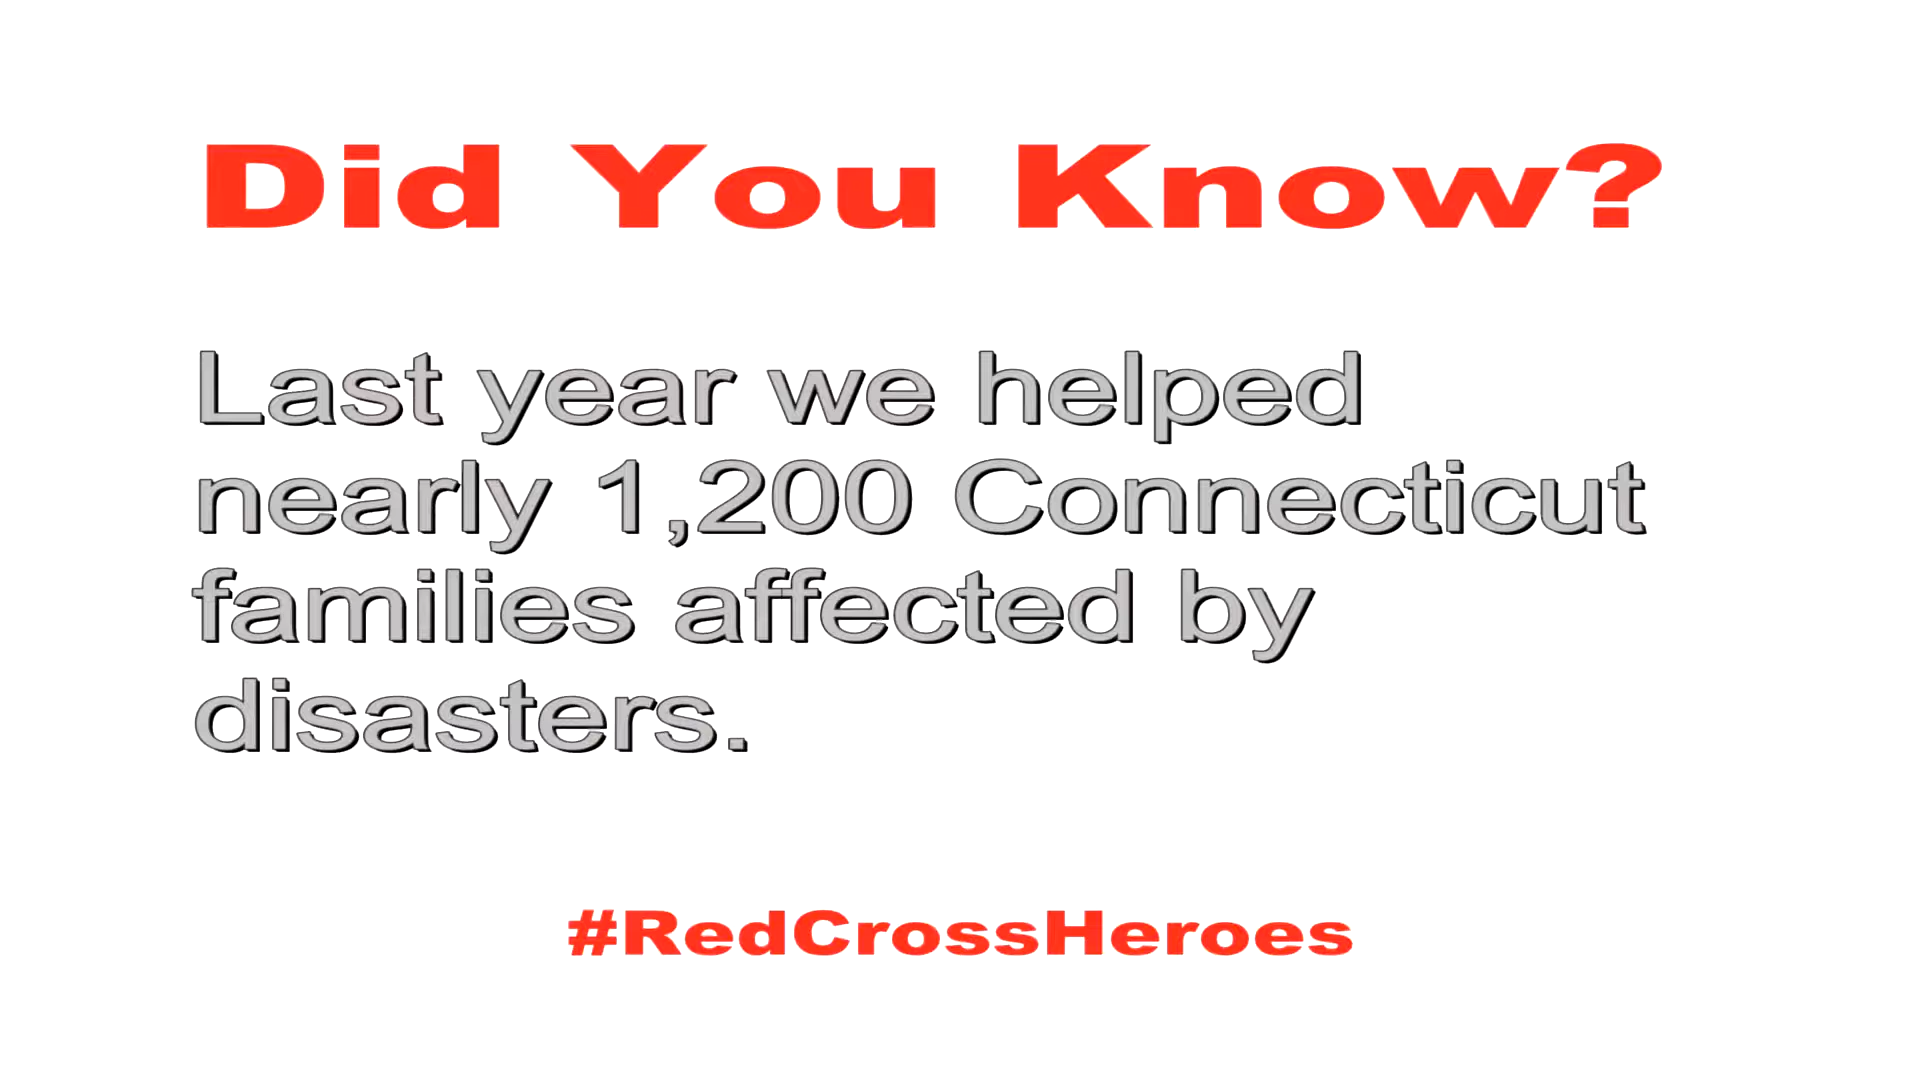 Did You Know?
Last year we helped
nearly 1,200 Connecticut
families affected by
disasters.
#RedCrossHeroes